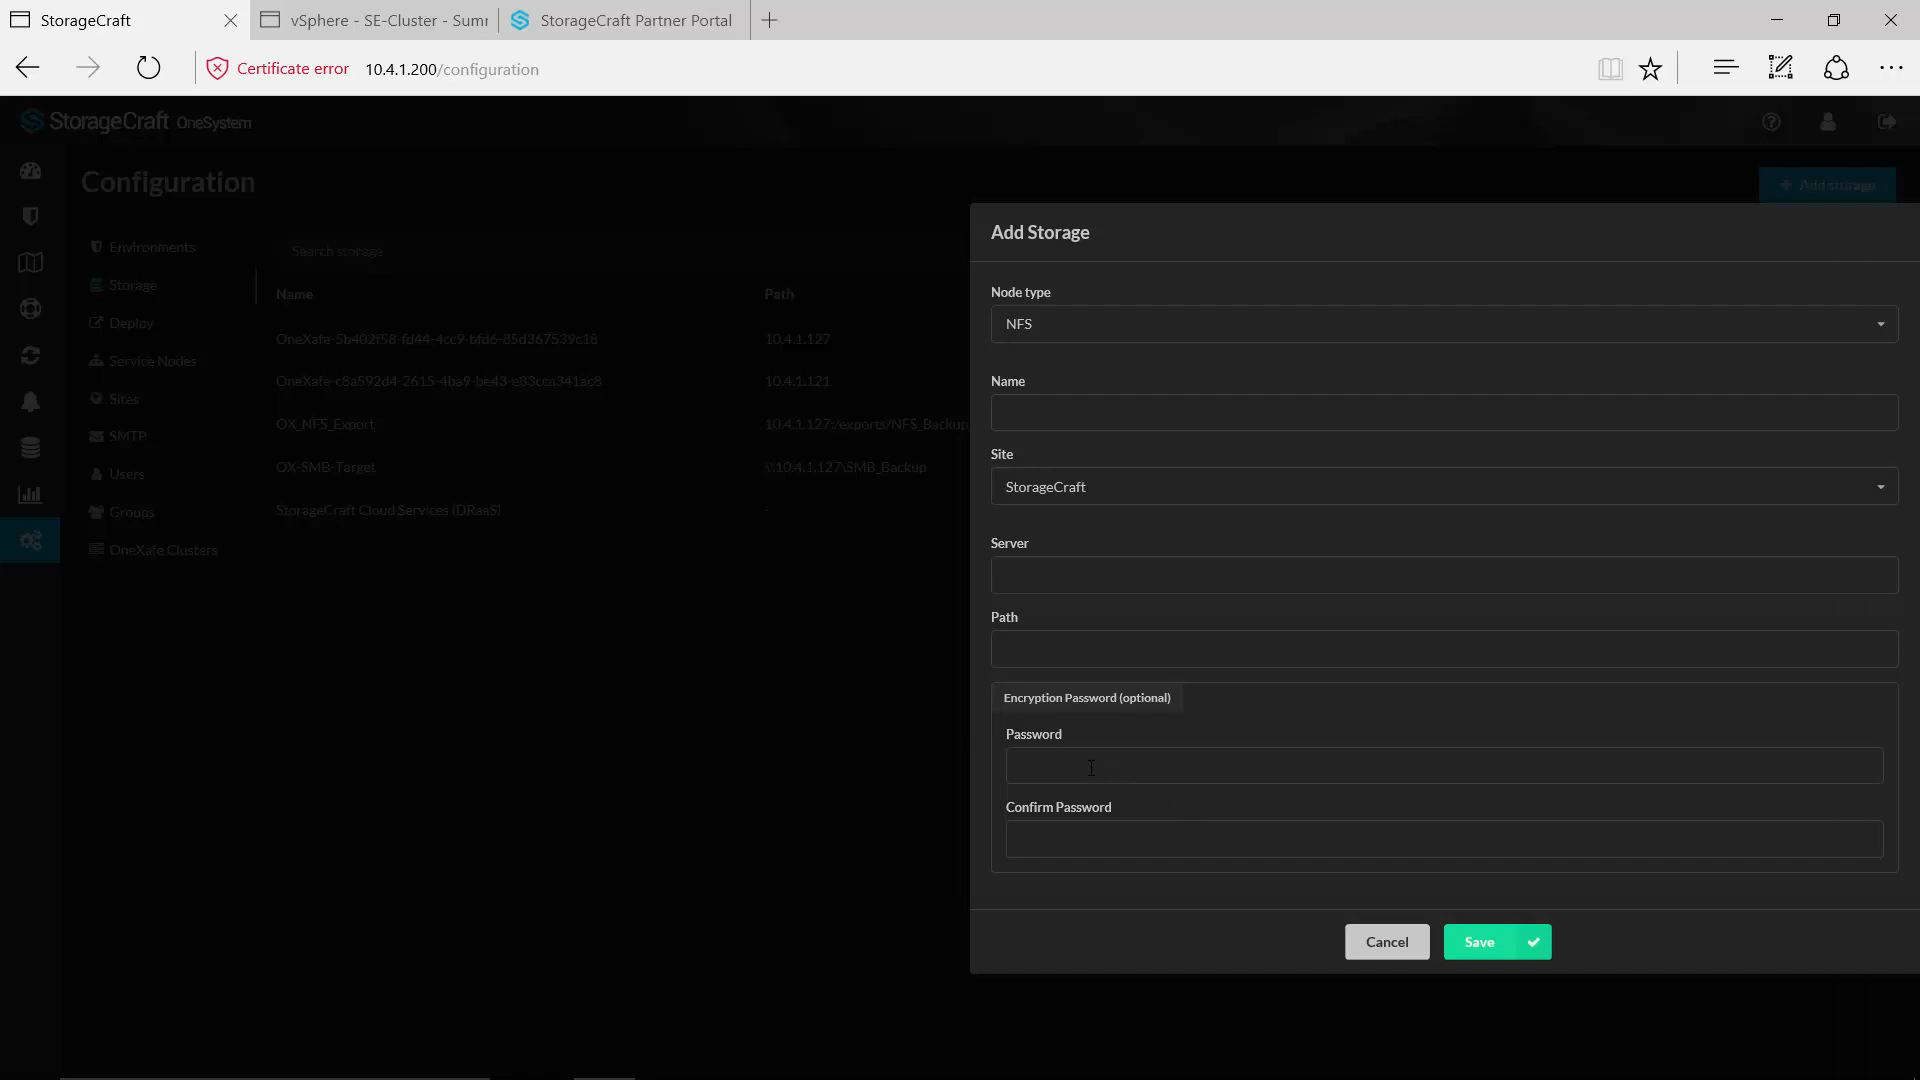 StorageCraft
vSphere - SE-Cluster - Sumr
StorageCraft Partner Portal
Certificate error
10.4.1.200/configuration
StorageCraft OneSystem
Configuration
Add storage
Environments
Storage
Deploy
Service Nodes
Sites
SMTP
Users
Groups
OneXafe Clusters
Search storage
Name Path
OneXafe-5b402f58-fd44-4cc9-bfd6-85d367539c18 10.4.1.127
OneXafe-c8a592d4-2615-4ba9-be43-e83cca341ac8 10.4.1.121
OX_NFS_Export 10.4.1.127:/exports/NFS_Backup
OX-SMB-Target \\10.4.1.127\SMB_Backup
StorageCraft Cloud Services (DRaaS) -
Add Storage
Node type
NFS
Name
Site
StorageCraft
Server
Path
Encryption Password (optional)
Password
Confirm Password
Cancel
Save